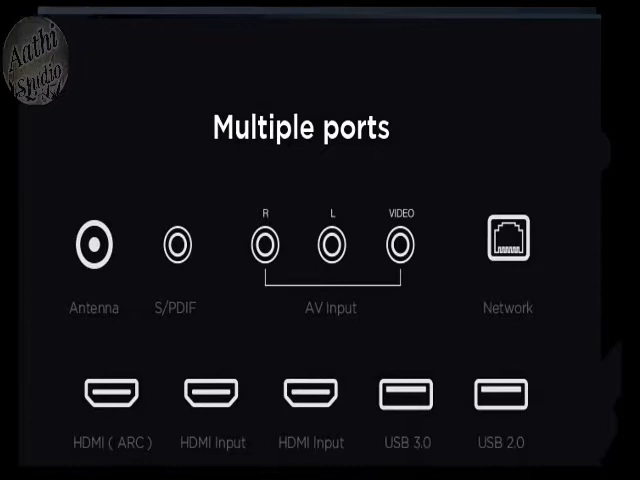 Aathi
Studio
Multiple ports
R L VIDEO
Antenna S/PDIF AV Input Network
HDMI ( ARC ) HDMI Input HDMI Input USB 3.0 USB 2.0